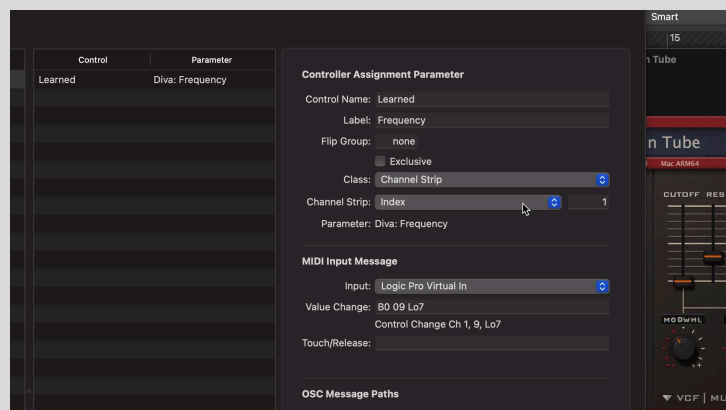 Smart
15
n Tube
Control Parameter
Learned Diva: Frequency
Controller Assignment Parameter
Control Name: Learned
Label: Frequency
Flip Group: none
Exclusive
Class: Channel Strip
Channel Strip: Index 1
Parameter: Diva: Frequency
MIDI Input Message
Input: Logic Pro Virtual In
Value Change: B0 09 Lo7
Control Change Ch 1, 9, Lo7
Touch/Release:
OSC Message Paths
n Tube
Mac ARM64
CUTOFF RES
MODWHL
VCF